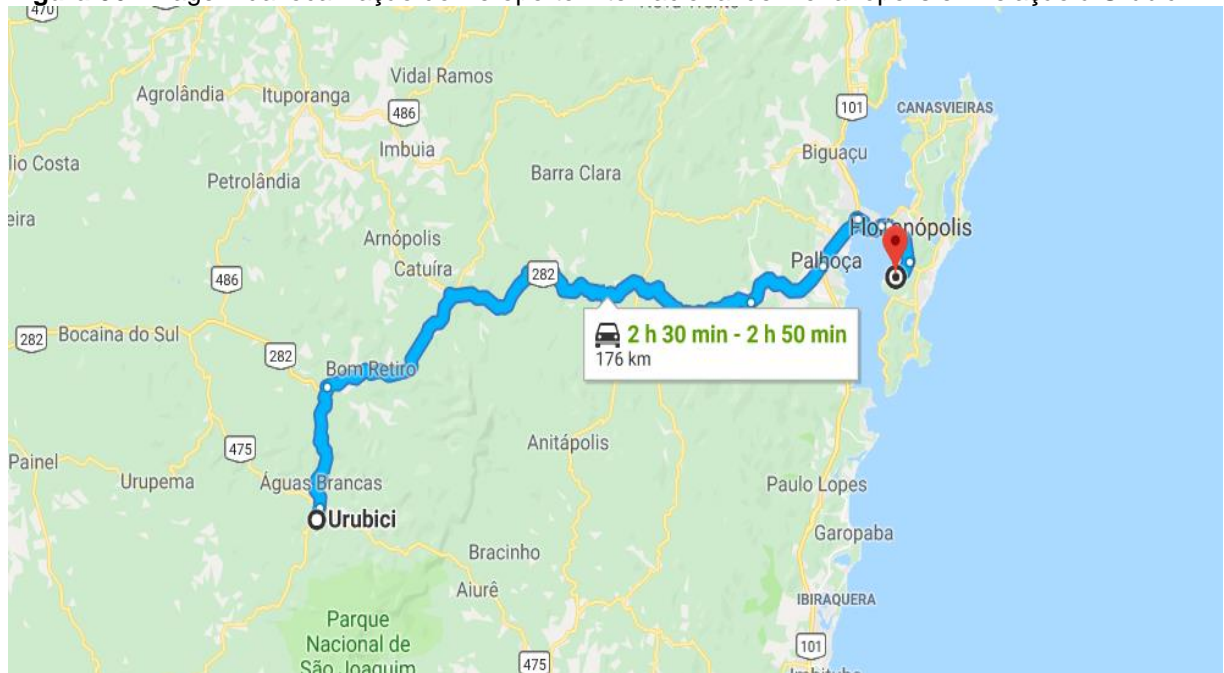 470
Vidal Ramos
Agrolândia
Ituporanga
486
101
CANASVIEIRAS
Imbuia
Biguaçu
lio Costa
Barra Clara
Petrolândia
eira
Florianópolis
Arnópolis
Palhoça
Catuíra
282
486
2 h 30 min - 2 h 50 min
176 km
282
Bocaina do Sul
282
Bom Retiro
Anitápolis
475
Painel
Urupema
Águas Brancas
Paulo Lopes
Urubici
Garopaba
Bracinho
Aiurê
IBIRAQUERA
Parque
Nacional de
São Joaquim
101
475